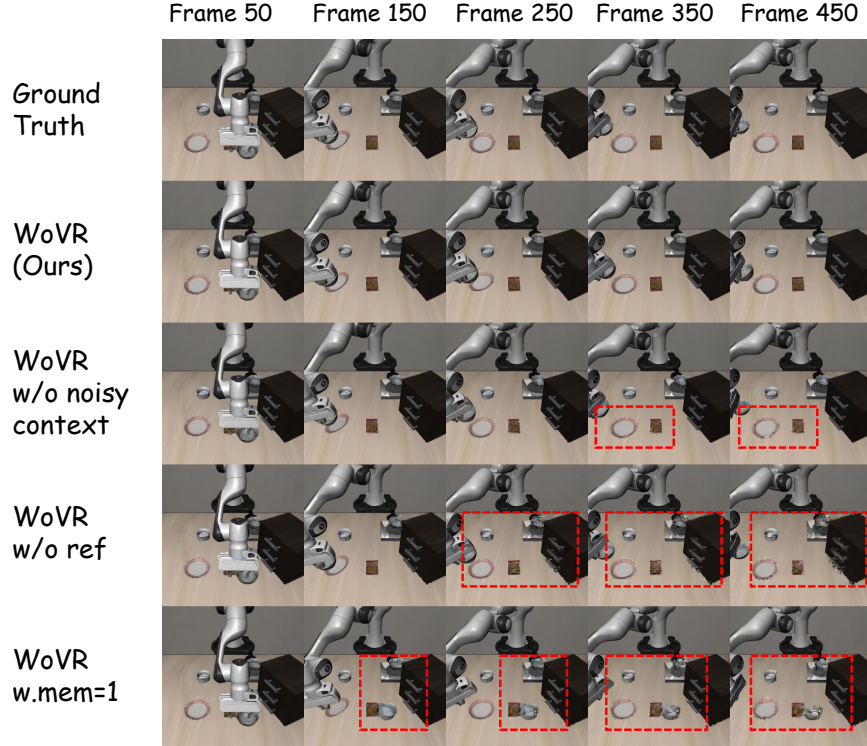 Frame 50 Frame 150 Frame 250 Frame 350 Frame 450
Ground
Truth
WoVR
(Ours)
WoVR
w/o noisy
context
WoVR
w/o ref
WoVR
w.mem=1